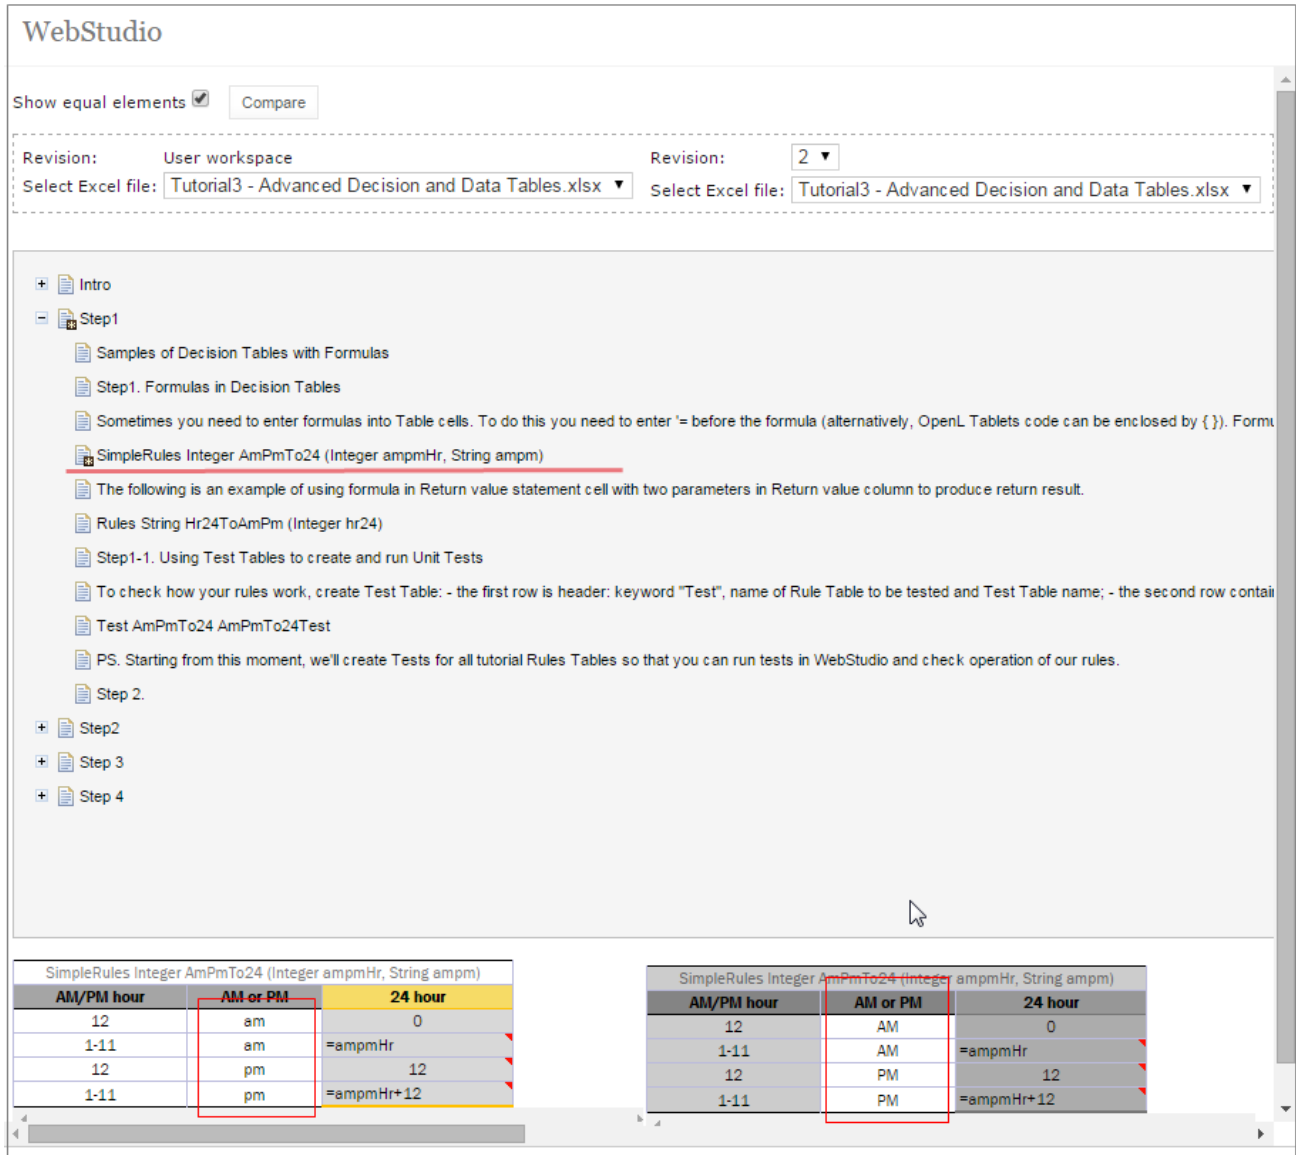 WebStudio
Show equal elements Compare
Revision: User workspace Revision: 2
Select Excel file: Tutorial3 - Advanced Decision and Data Tables.xlsx Select Excel file: Tutorial3 - Advanced Decision and Data Tables.xlsx
Intro
Step1
Samples of Decision Tables with Formulas
Step1. Formulas in Decision Tables
Sometimes you need to enter formulas into Table cells. To do this you need to enter '= before the formula (alternatively, OpenL Tablets code can be enclosed by { }). Formu
SimpleRules Integer AmPmTo24 (Integer ampmHr, String ampm)
The following is an example of using formula in Return value statement cell with two parameters in Return value column to produce return result.
Rules String Hr24ToAmPm (Integer hr24)
Step1-1. Using Test Tables to create and run Unit Tests
To check how your rules work, create Test Table: - the first row is header: keyword "Test", name of Rule Table to be tested and Test Table name; - the second row contai
Test AmPmTo24 AmPmTo24Test
PS. Starting from this moment, we'll create Tests for all tutorial Rules Tables so that you can run tests in WebStudio and check operation of our rules.
Step 2.
Step2
Step 3
Step 4
SimpleRules Integer AmPmTo24 (Integer ampmHr, String ampm)
AM/PM hour AM or PM 24 hour
12 am 0
1-11 am =ampmHr
12 pm 12
1-11 pm =ampmHr+12
SimpleRules Integer AmPmTo24 (Integer ampmHr, String ampm)
AM/PM hour AM or PM 24 hour
12 AM 0
1-11 AM =ampmHr
12 PM 12
1-11 PM =ampmHr+12